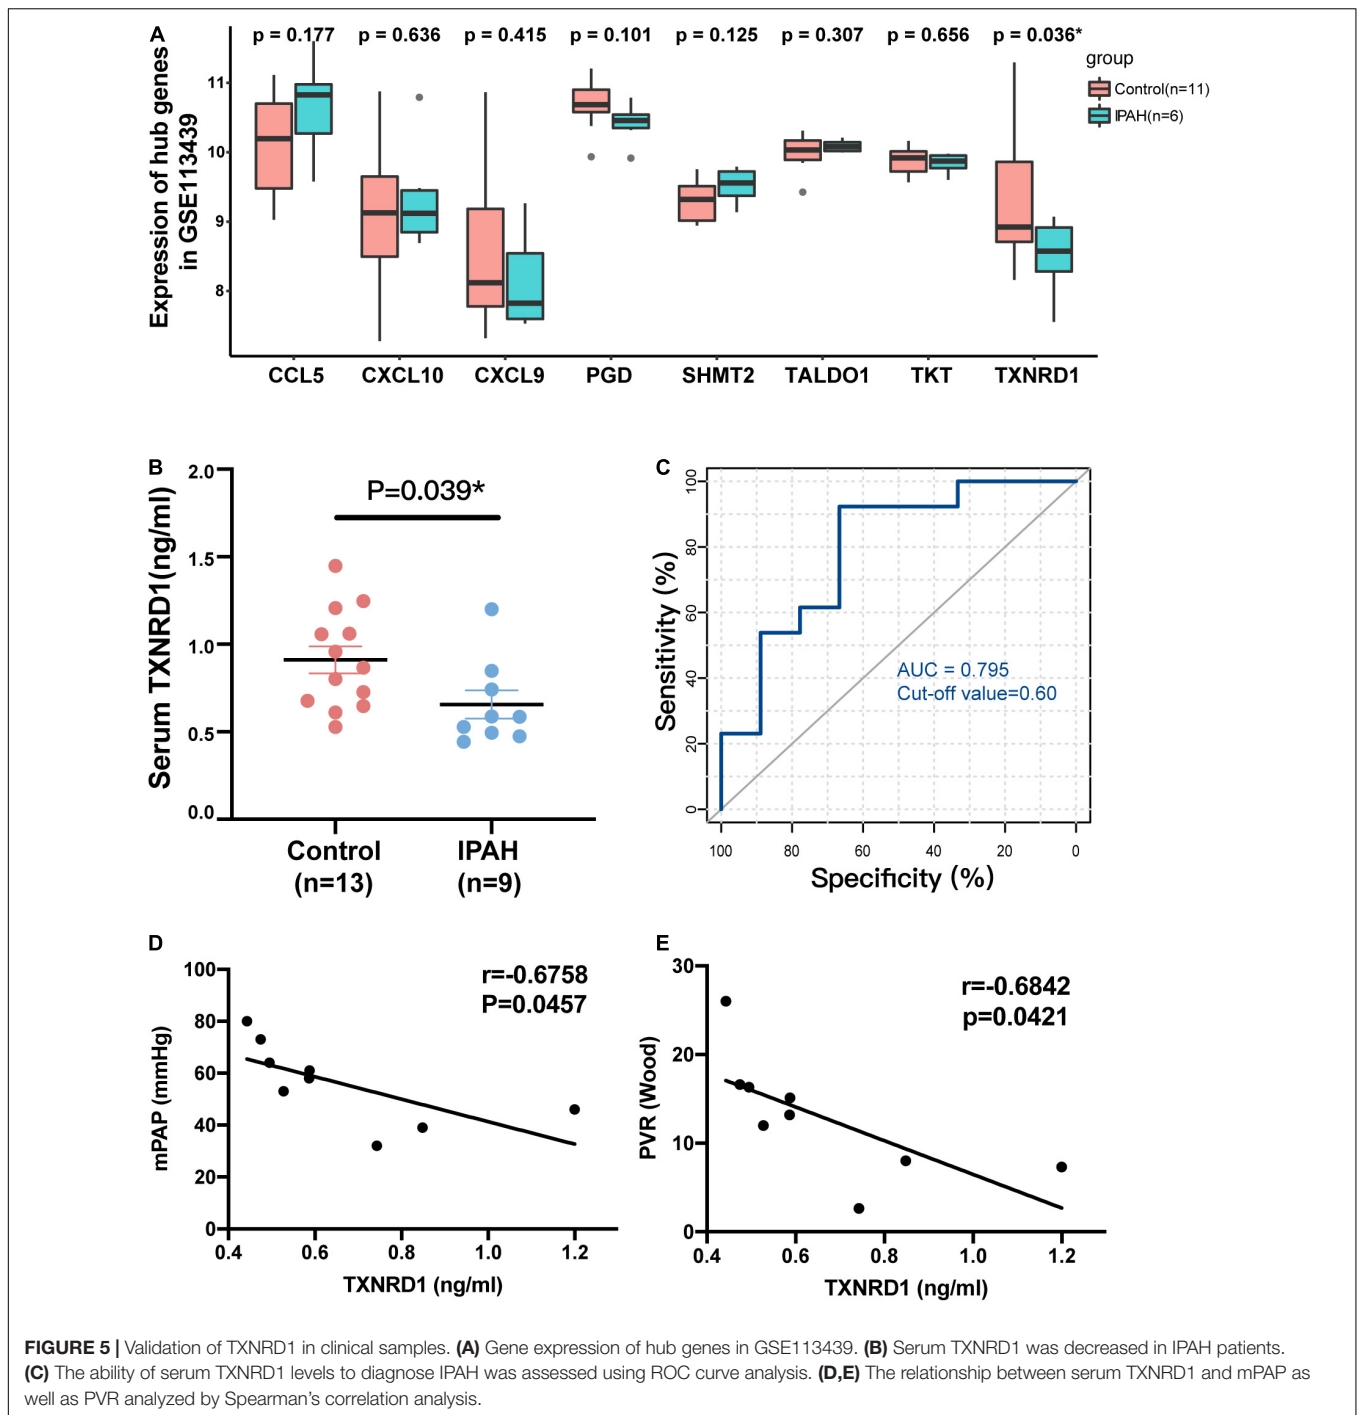 A
p = 0.177 p = 0.636 p = 0.415 p = 0.101 p = 0.125 p = 0.307 p = 0.656 p = 0.036*
group
Control(n=11)
IPAH(n=6)
Expression of hub genes
in GSE113439
11
10
9
8
CCL5 CXCL10 CXCL9 PGD SHMT2 TALDO1 TKT TXNRD1
B
P=0.039*
Serum TXNRD1(ng/ml)
2.0
1.5
1.0
0.5
0.0
Control IPAH
(n=13) (n=9)
C
Sensitivity (%)
100
80
60
40
20
0
AUC = 0.795
Cut-off value=0.60
100 80 60 40 20 0
Specificity (%)
D
r=-0.6758
P=0.0457
mPAP (mmHg)
100
80
60
40
20
0
0.4 0.6 0.8 1.0 1.2
TXNRD1 (ng/ml)
E
r=-0.6842
p=0.0421
PVR (Wood)
30
20
10
0
0.4 0.6 0.8 1.0 1.2
TXNRD1 (ng/ml)
FIGURE 5 | Validation of TXNRD1 in clinical samples. (A) Gene expression of hub genes in GSE113439. (B) Serum TXNRD1 was decreased in IPAH patients.
(C) The ability of serum TXNRD1 levels to diagnose IPAH was assessed using ROC curve analysis. (D,E) The relationship between serum TXNRD1 and mPAP as
well as PVR analyzed by Spearman's correlation analysis.